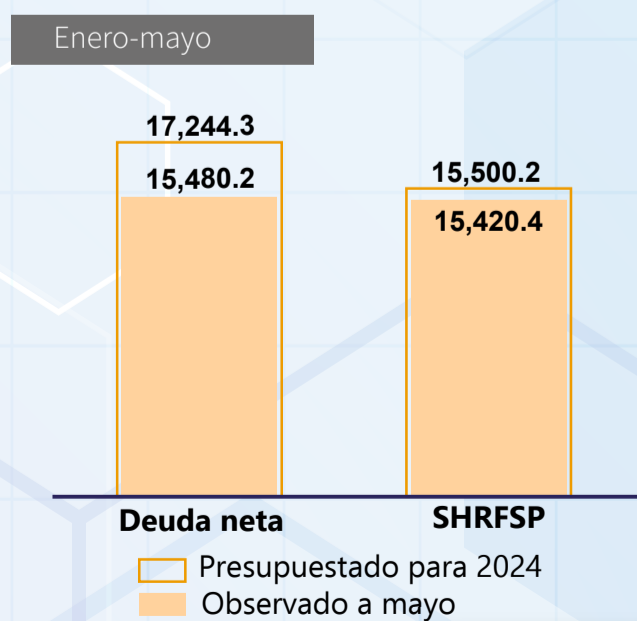 Enero-mayo
17,244.3
15,480.2
15,500.2
15,420.4
Deuda neta
SHRFSP
Presupuestado para 2024
Observado a mayo